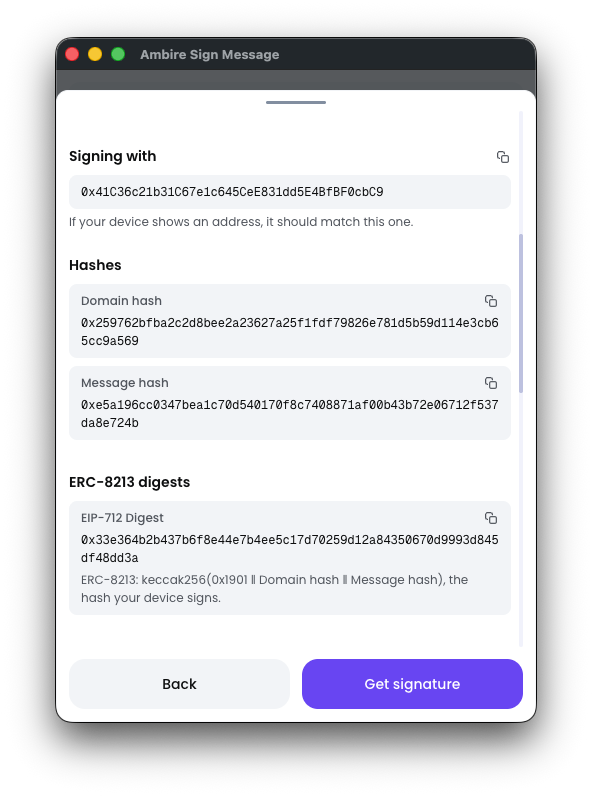 Ambire Sign Message
Signing with
0x41C36c21b31C67e1c645CeE831dd5E4BfBF0cbC9
If your device shows an address, it should match this one.
Hashes
Domain hash
0x259762bfba2c2d8bee2a23627a25f1fdf79826e781d5b59d114e3cb6
5cc9a569
Message hash
0xe5a196cc0347bea1c70d540170f8c7408871af00b43b72e06712f537
da8e724b
ERC-8213 digests
EIP-712 Digest
0x33e364b2b437b6f8e44e7b4ee5c17d70259d12a84350670d9993d845
df48dd3a
ERC-8213: keccak256(0x1901 ‖ Domain hash ‖ Message hash), the
hash your device signs.
Back
Get signature